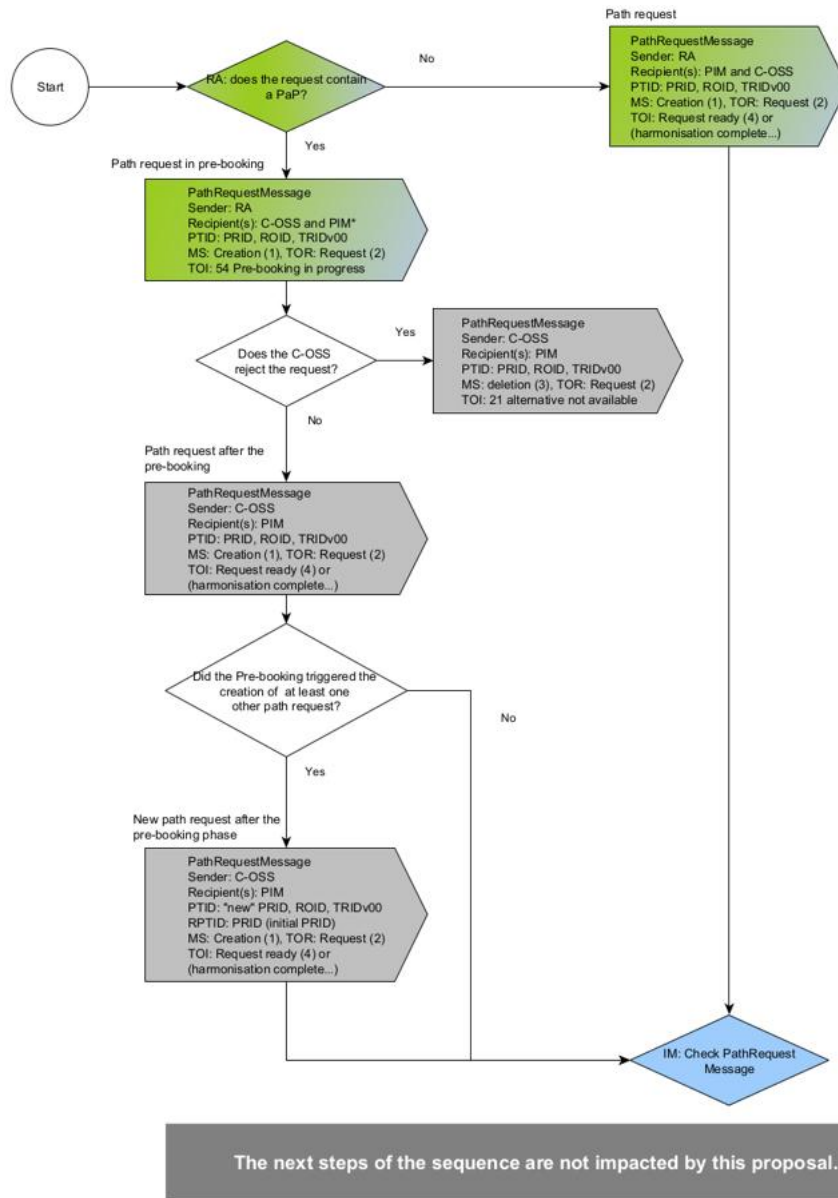 Path request
PathRequestMessage
Sender: RA
Recipient(s): PIM and C-OSS
PTID: PRID, ROID, TRIDv00
MS: Creation (1), TOR: Request (2)
TOI: Request ready (4) or
(harmonisation complete...)
Start
RA: does the request contain
a PaP?
No
Yes
Path request in pre-booking
PathRequestMessage
Sender: RA
Recipient(s): C-OSS and PIM*
PTID: PRID, ROID, TRIDv00
MS: Creation (1), TOR: Request (2)
TOI: 54 Pre-booking in progress
Does the C-OSS
reject the request?
Yes
PathRequestMessage
Sender: C-OSS
Recipient(s): PIM
PTID: PRID, ROID, TRIDv00
MS: deletion (3), TOR: Request (2)
TOI: 21 alternative not available
No
Path request after the
pre-booking
PathRequestMessage
Sender: C-OSS
Recipient(s): PIM
PTID: PRID, ROID, TRIDv00
MS: Creation (1), TOR: Request (2)
TOI: Request ready (4) or
(harmonisation complete...)
Did the Pre-booking triggered the
creation of at least one
other path request?
No
Yes
New path request after the
pre-booking phase
PathRequestMessage
Sender: C-OSS
Recipient(s): PIM
PTID: "new" PRID, ROID, TRIDv00
RPTID: PRID (initial PRID)
MS: Creation (1), TOR: Request (2)
TOI: Request ready (4) or
(harmonisation complete...)
IM: Check PathRequest
Message
The next steps of the sequence are not impacted by this proposal.